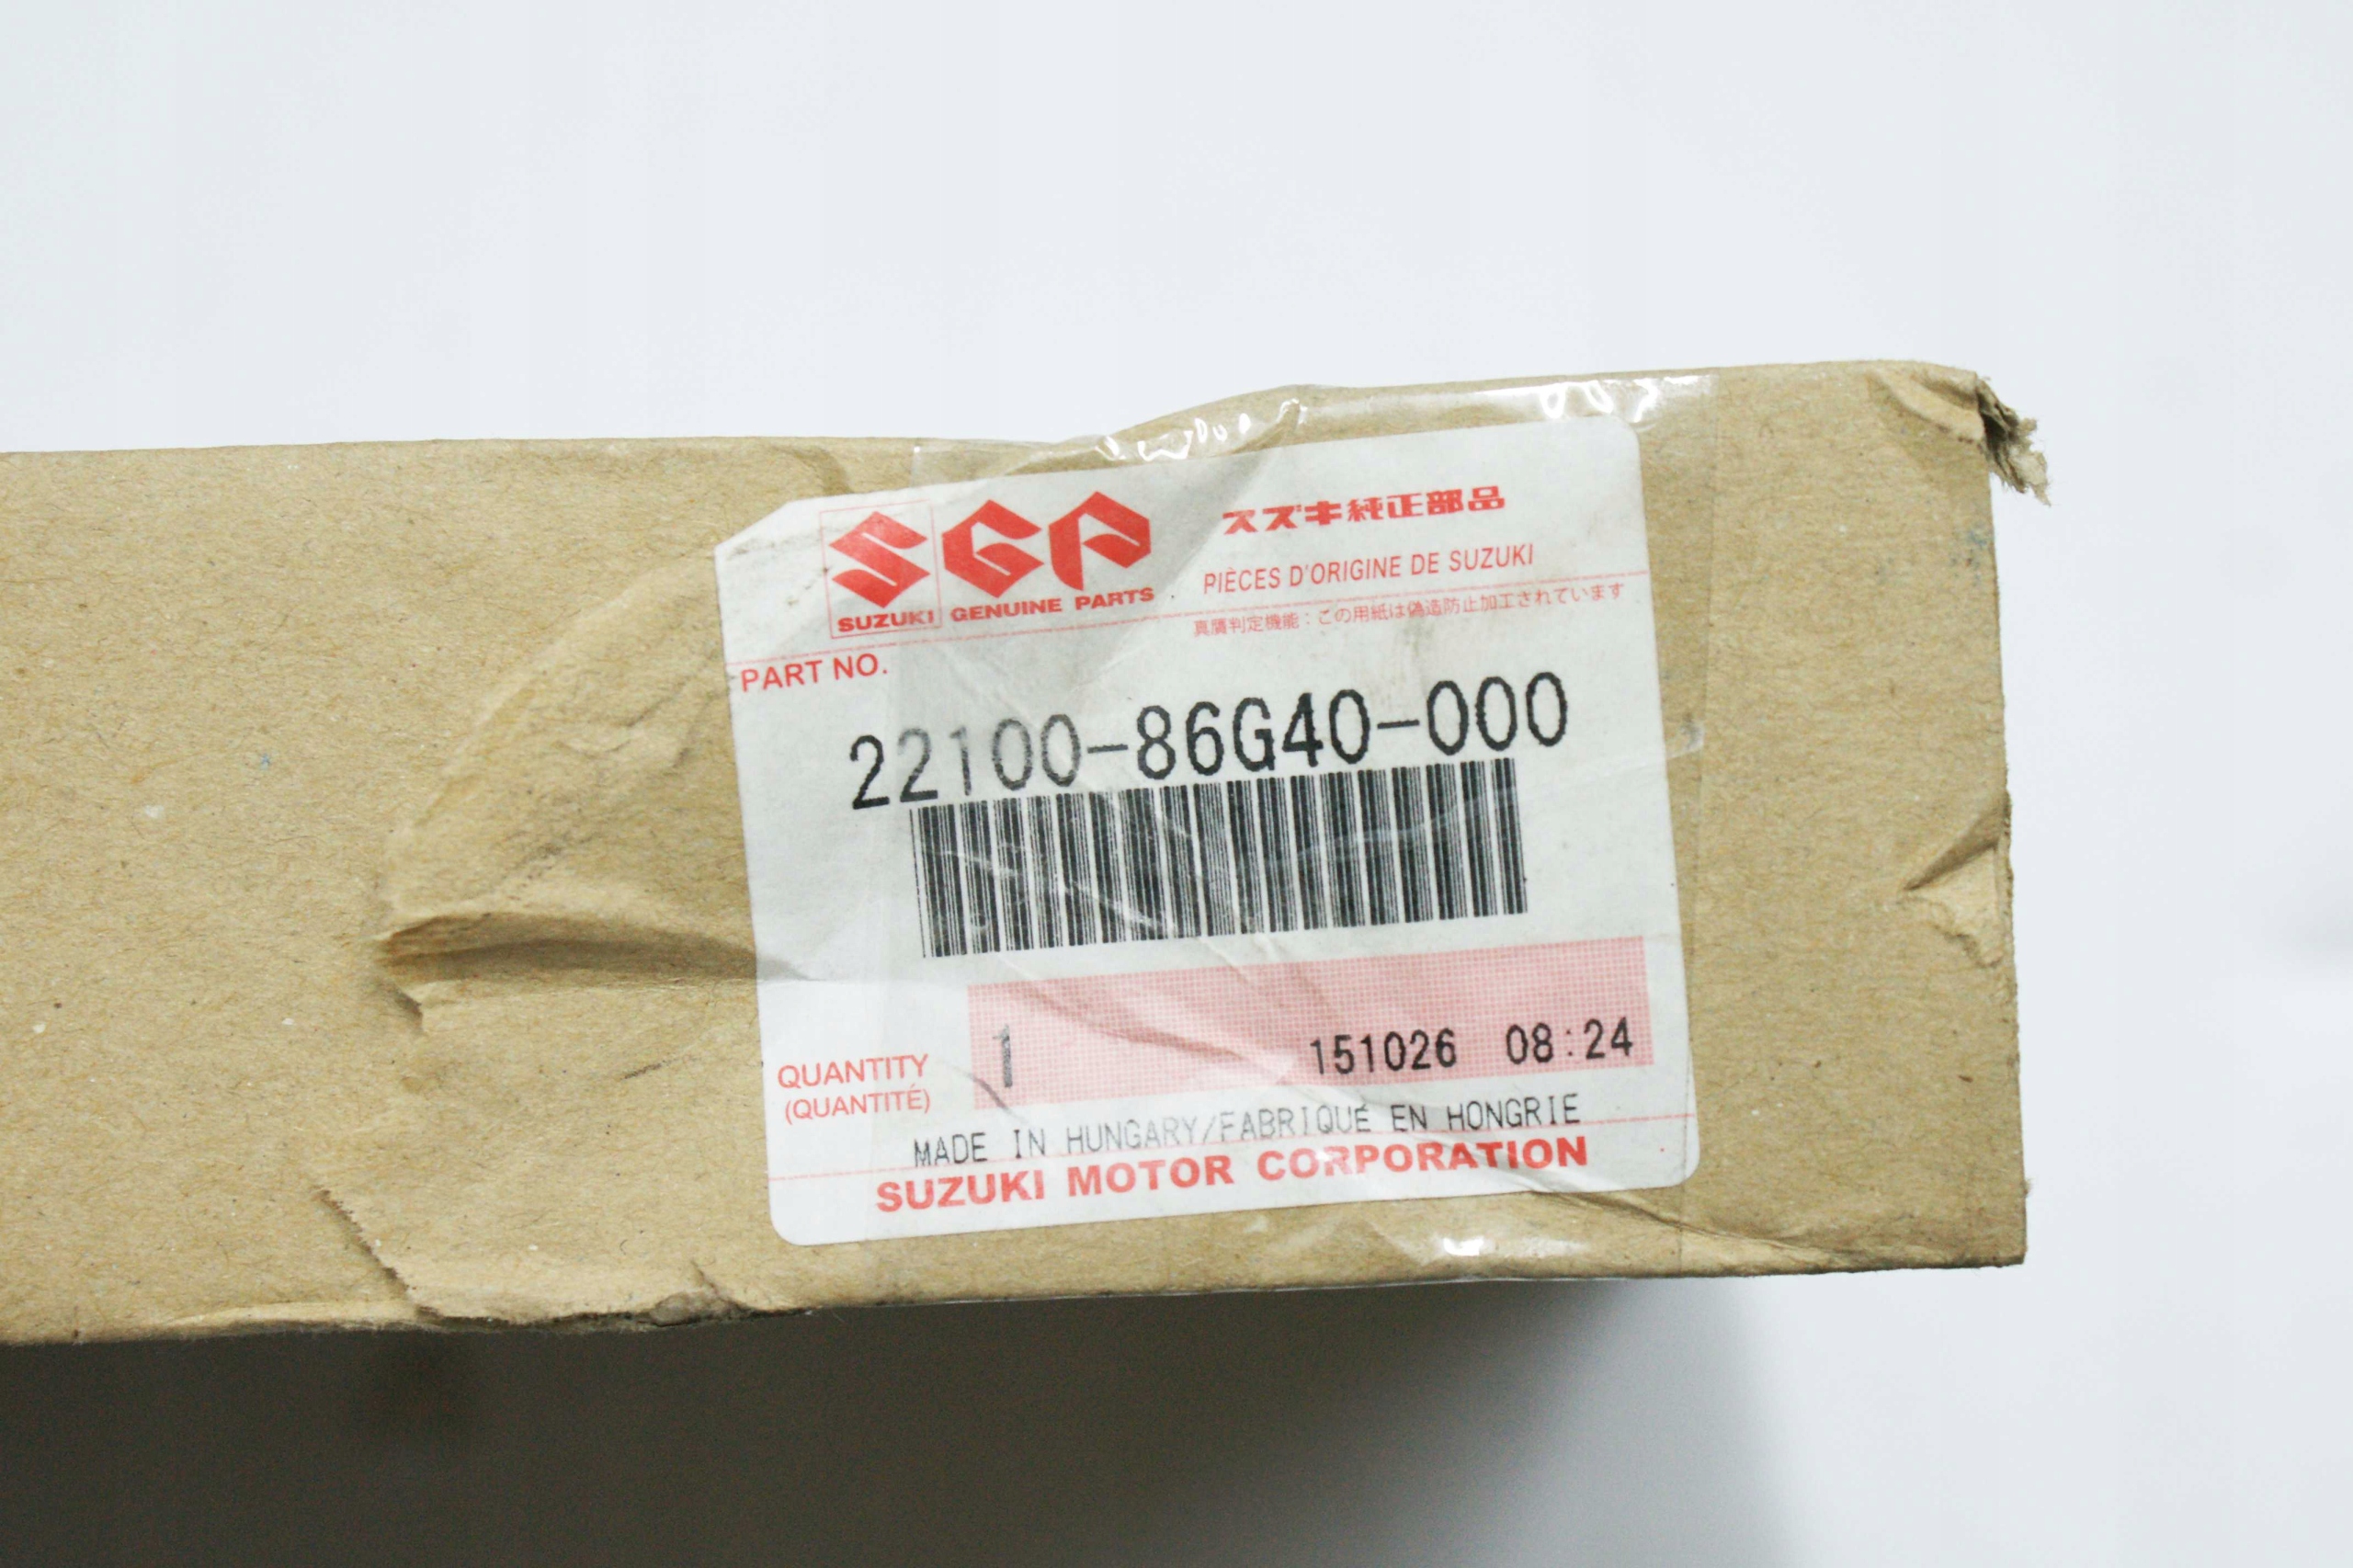 SGP
スズキ純正部品
SUZUKI GENUINE PARTS
PIÈCES D'ORIGINE DE SUZUKI
真贋判定機能：この用紙は偽造防止加工されています
PART NO.
22100-86G40-000
QUANTITY
(QUANTITÉ)
1 151026 08:24
MADE IN HUNGARY/FABRIQUÉ EN HONGRIE
SUZUKI MOTOR CORPORATION